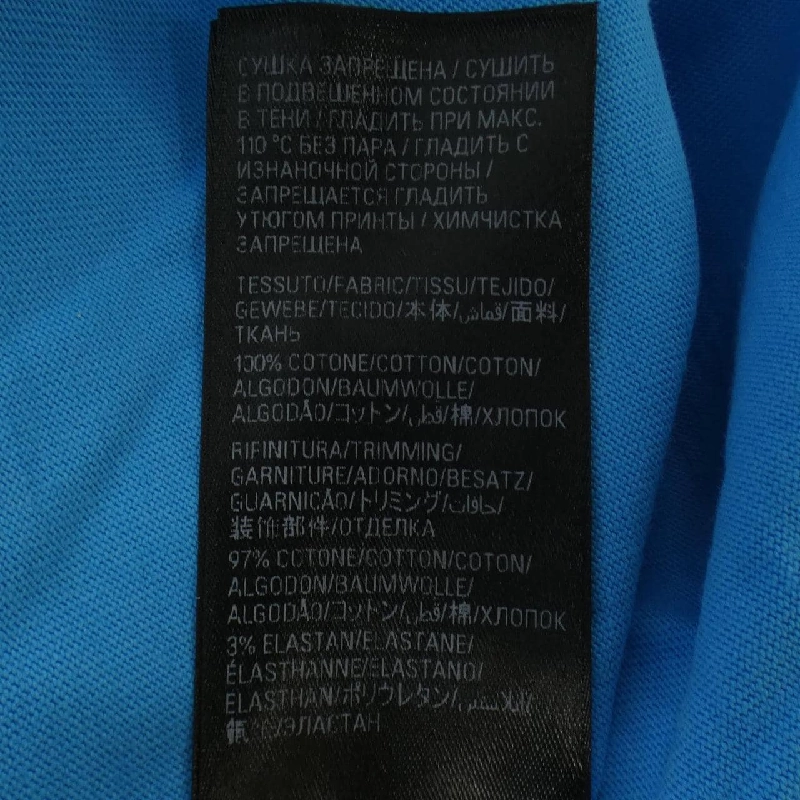 СУШКА ЗАПРЕЩЕНА / СУШИТЬ
В ПОДВЕШЕННОМ СОСТОЯНИИ
В ТЕНИ / ГЛАДИТЬ ПРИ МАКС.
110 °C БЕЗ ПАРА / ГЛАДИТЬ С
ИЗНАНОЧНОЙ СТОРОНЫ /
ЗАПРЕЩАЕТСЯ ГЛАДИТЬ
УТЮГОМ ПРИНТЫ / ХИМЧИСТКА
ЗАПРЕЩЕНА
TESSUTO/FABRIC/TISSU/TEJIDO/
GEWEBE/TECIDO/本体/قماش/面料/
ТКАНЬ
100% COTONE/COTTON/COTON/
ALGODON/BAUMWOLLE/
ALGODÃO/コットン/قطن/棉/ХЛОПОК
RIFINITURA/TRIMMING/
GARNITURE/ADORNO/BESATZ/
GUARNIÇÃO/トリミング/حافات/
装饰部件/ОТДЕЛКА
97% COTONE/COTTON/COTON/
ALGODON/BAUMWOLLE/
ALGODÃO/コットン/قطن/棉/ХЛОПОК
3% ELASTAN/ELASTANE/
ÉLASTHANNE/ELASTANO/
ELASTHAN/ポリウレタン/إيلاستين/
氨纶/ЭЛАСТАН